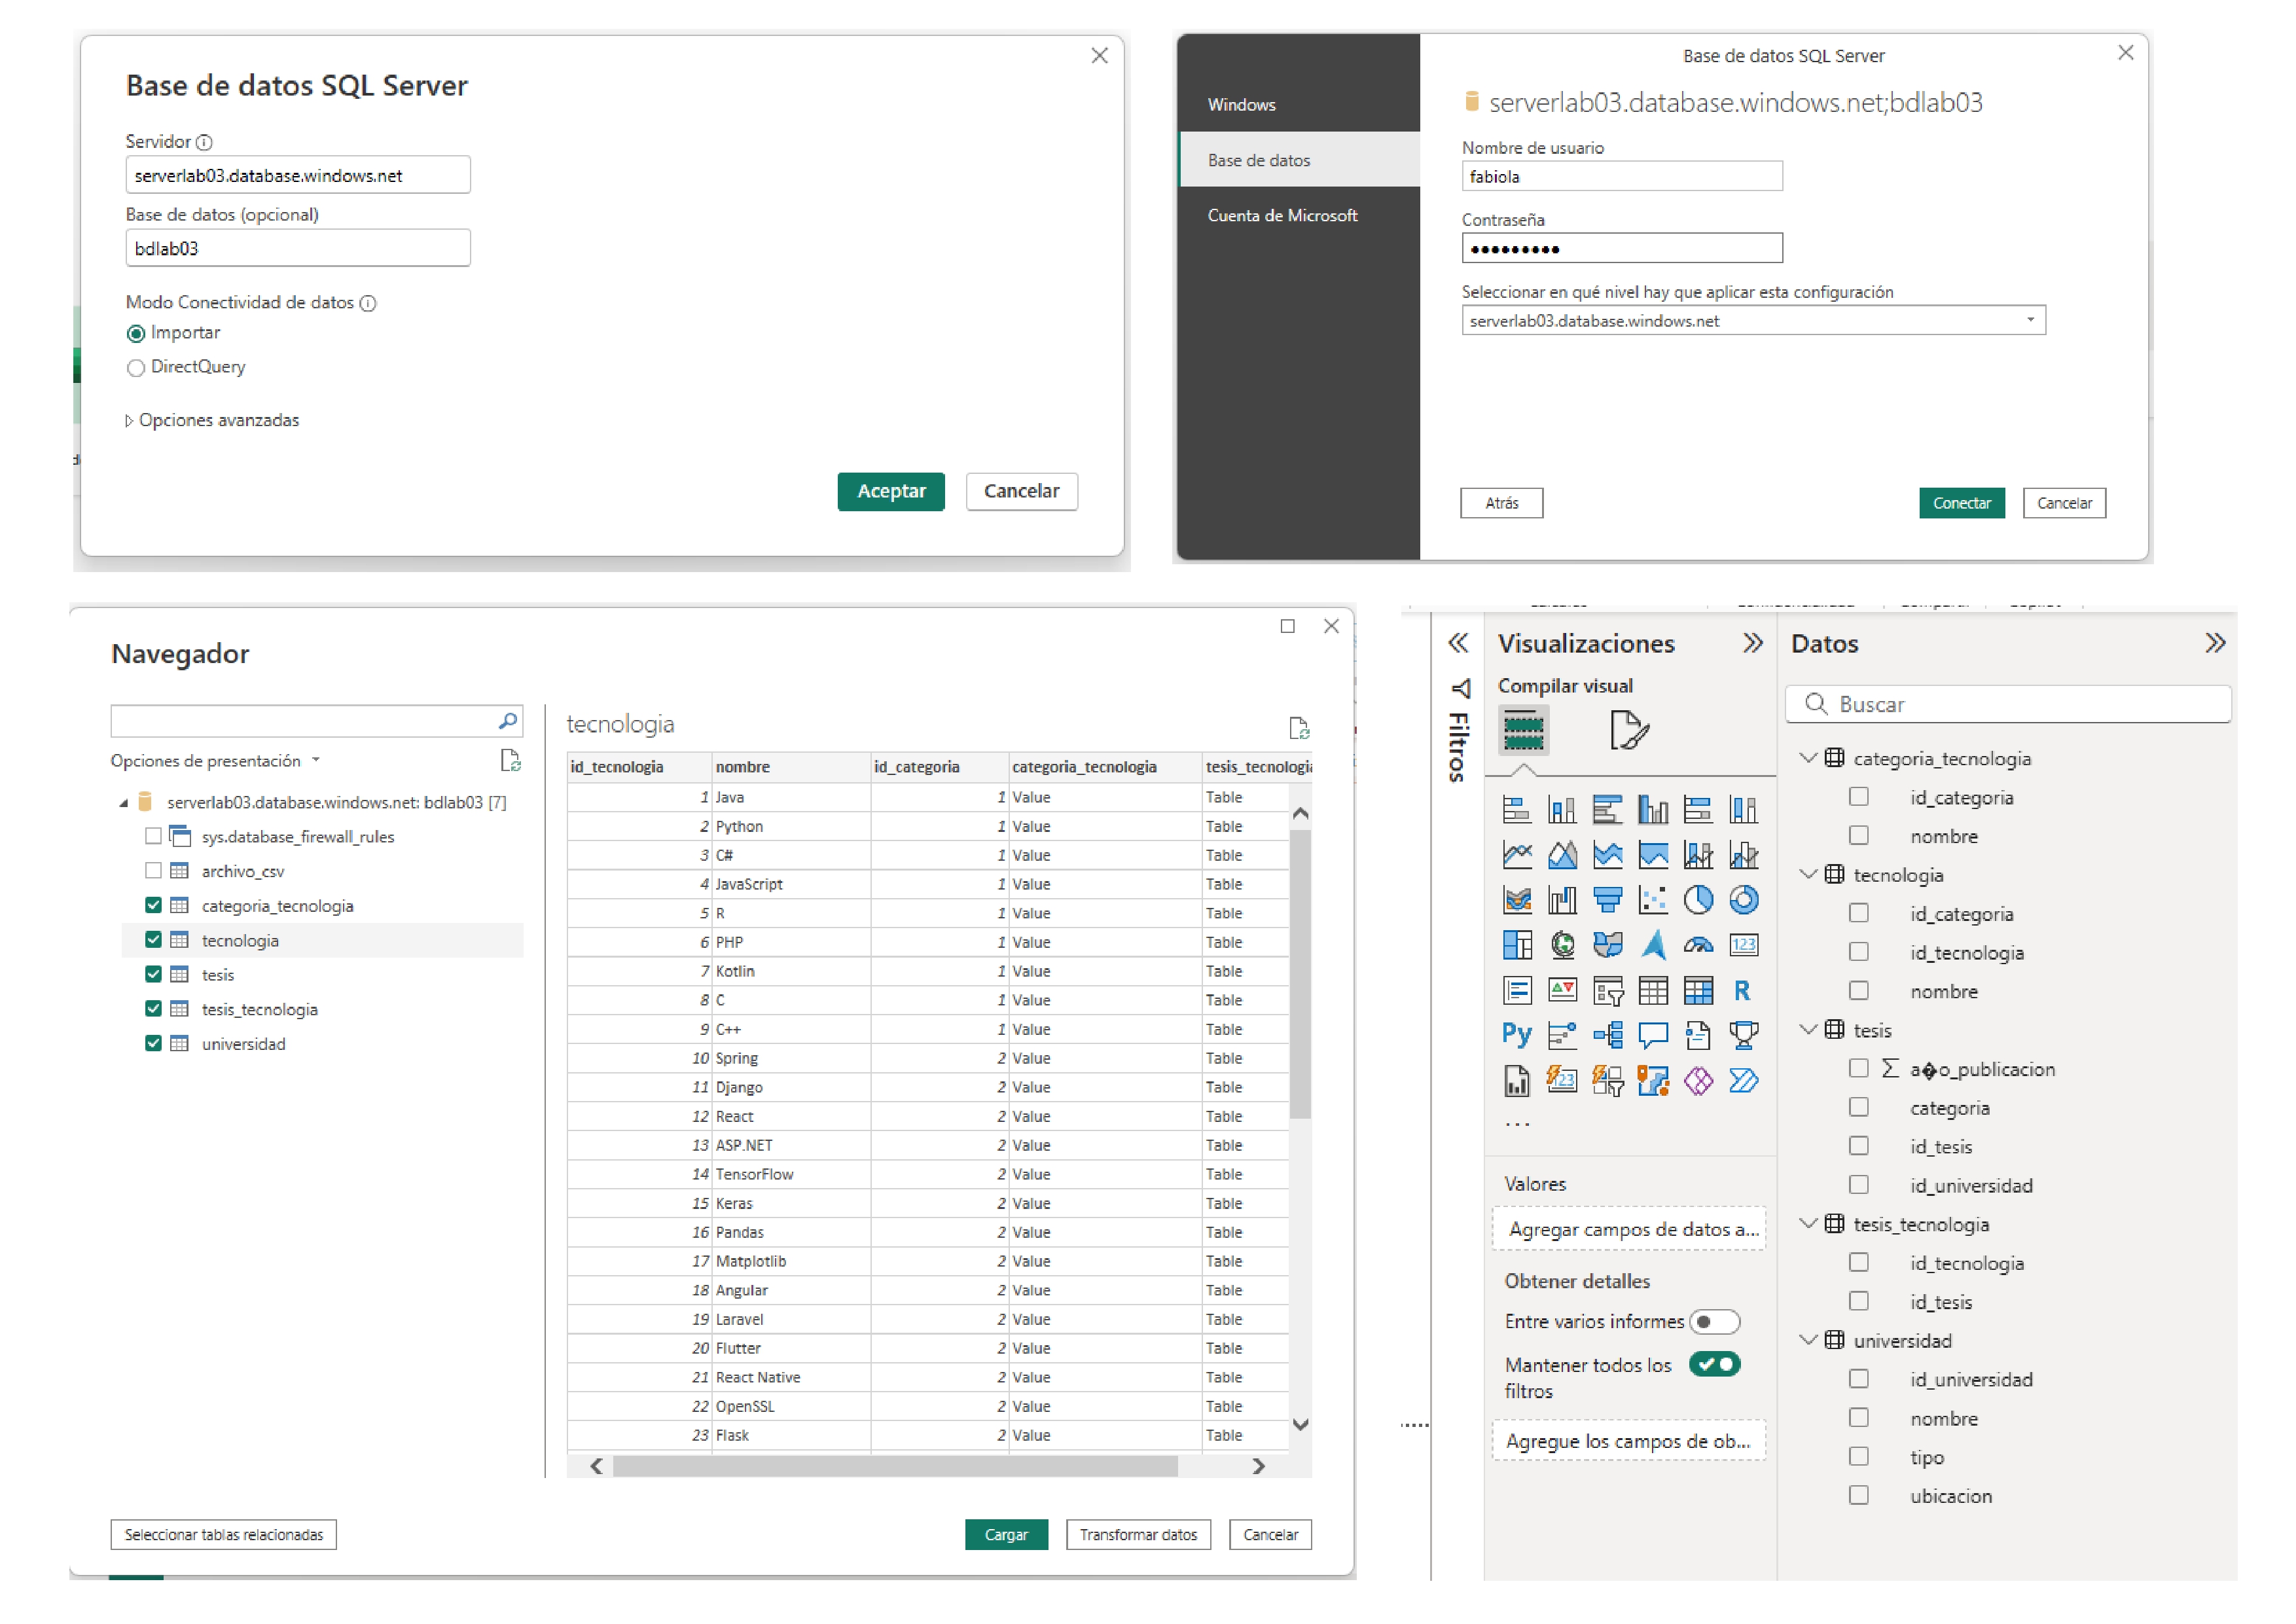 Base de datos SQL Server
Servidor
serverlab03.database.windows.net
Base de datos (opcional)
bdlab03
Modo Conectividad de datos
Importar
DirectQuery
Opciones avanzadas
Aceptar Cancelar
Base de datos SQL Server
Windows
Base de datos
Cuenta de Microsoft
serverlab03.database.windows.net;bdlab03
Nombre de usuario
fabiola
Contraseña
•••••••••
Seleccionar en qué nivel hay que aplicar esta configuración
serverlab03.database.windows.net
Atrás Conectar Cancelar
Navegador
Opciones de presentación
serverlab03.database.windows.net: bdlab03 [7]
sys.database_firewall_rules
archivo_csv
categoria_tecnologia
tecnologia
tesis
tesis_tecnologia
universidad
tecnologia
id_tecnologia nombre id_categoria categoria_tecnologia tesis_tecnologi
1 Java 1 Value Table
2 Python 1 Value Table
3 C# 1 Value Table
4 JavaScript 1 Value Table
5 R 1 Value Table
6 PHP 1 Value Table
7 Kotlin 1 Value Table
8 C 1 Value Table
9 C++ 1 Value Table
10 Spring 2 Value Table
11 Django 2 Value Table
12 React 2 Value Table
13 ASP.NET 2 Value Table
14 TensorFlow 2 Value Table
15 Keras 2 Value Table
16 Pandas 2 Value Table
17 Matplotlib 2 Value Table
18 Angular 2 Value Table
19 Laravel 2 Value Table
20 Flutter 2 Value Table
21 React Native 2 Value Table
22 OpenSSL 2 Value Table
23 Flask 2 Value Table
Seleccionar tablas relacionadas Cargar Transformar datos Cancelar
Filtros
Visualizaciones
Compilar visual
123
R
Py
123
...
Valores
Agregar campos de datos a...
Obtener detalles
Entre varios informes
Mantener todos los
filtros
Agregue los campos de ob...
Datos
Buscar
categoria_tecnologia
id_categoria
nombre
tecnologia
id_categoria
id_tecnologia
nombre
tesis
∑ a�o_publicacion
categoria
id_tesis
id_universidad
tesis_tecnologia
id_tecnologia
id_tesis
universidad
id_universidad
nombre
tipo
ubicacion